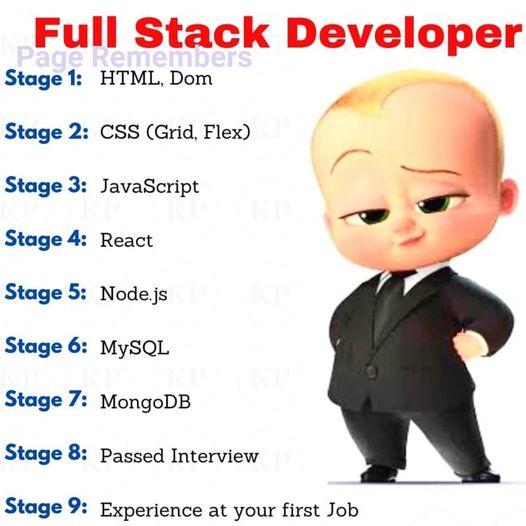 Full Stack Developer
Page Remembers
Stage 1: HTML, Dom
Stage 2: CSS (Grid, Flex)
Stage 3: JavaScript
Stage 4: React
Stage 5: Node.js
Stage 6: MySQL
Stage 7: MongoDB
Stage 8: Passed Interview
Stage 9: Experience at your first Job
KP